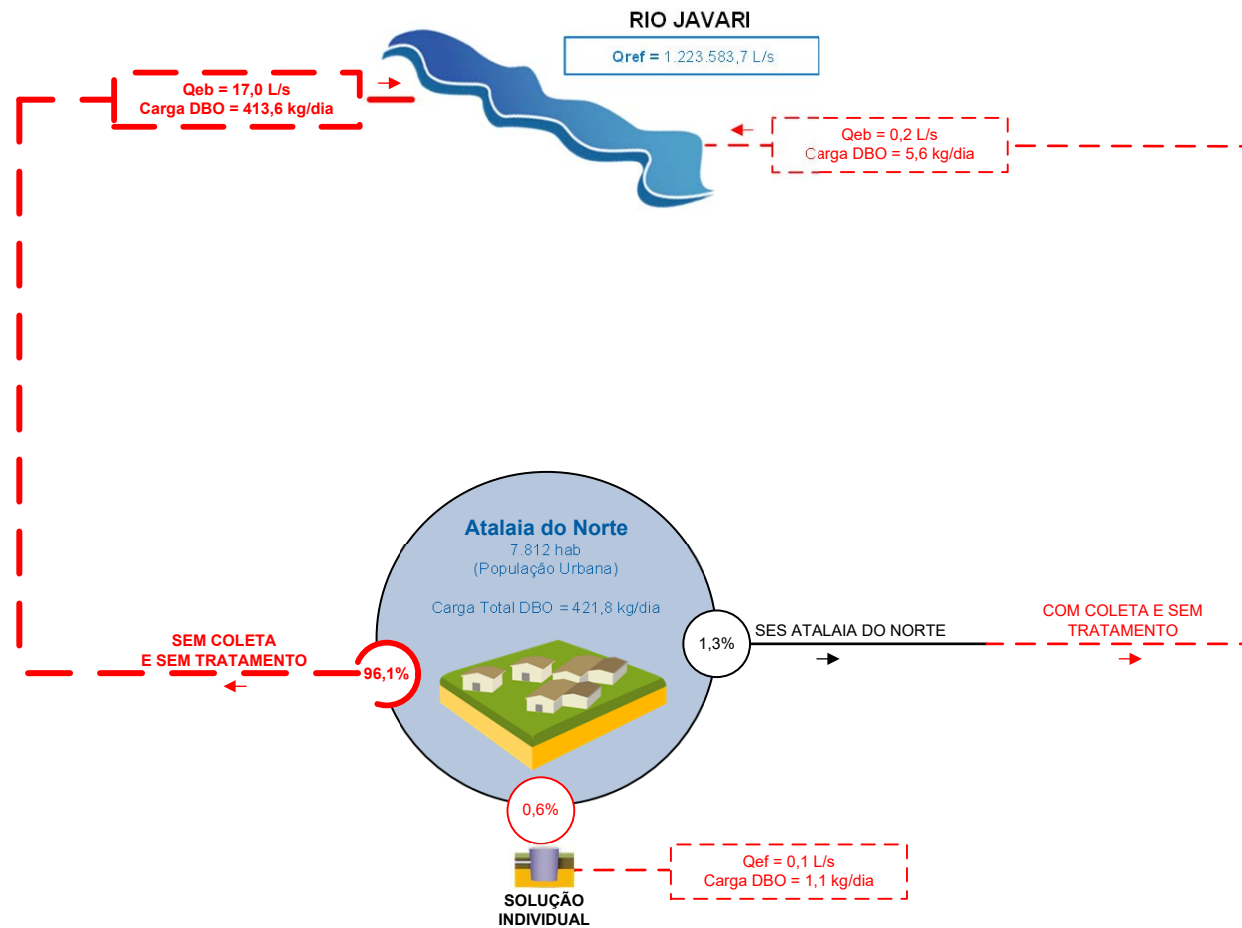 RIO JAVARI
Qref = 1.223.583,7 L/s
Qeb = 17,0 L/s
Carga DBO = 413,6 kg/dia
Qeb = 0,2 L/s
Carga DBO = 5,6 kg/dia
Atalaia do Norte
7.812 hab
(População Urbana)
Carga Total DBO = 421,8 kg/dia
SEM COLETA
E SEM TRATAMENTO
96,1%
1,3%
SES ATALAIA DO NORTE
COM COLETA E SEM
TRATAMENTO
0,6%
SOLUÇÃO
INDIVIDUAL
Qef = 0,1 L/s
Carga DBO = 1,1 kg/dia